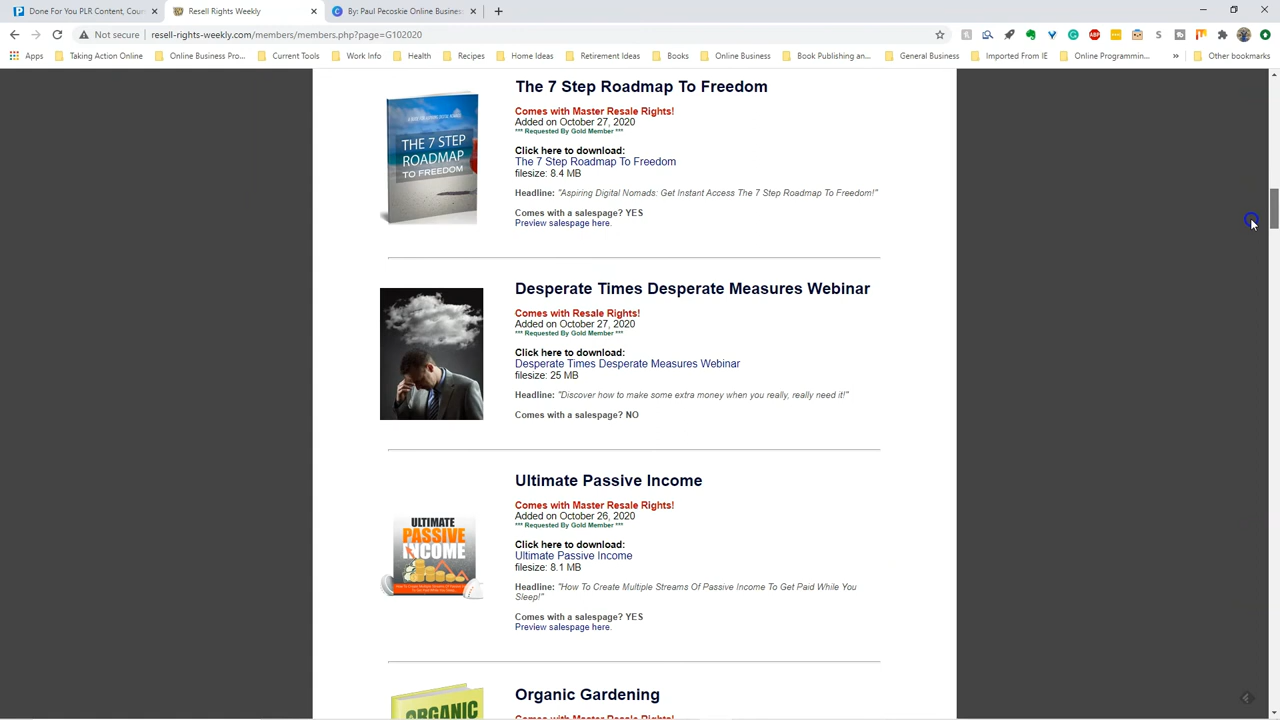 Done For You PLR Content, Cour
Resell Rights Weekly
By: Paul Pecoskie Online Busines
Not secure
resell-rights-weekly.com/members/members.php?page=G102020
Apps
Taking Action Online
Online Business Pro...
Current Tools
Work Info
Health
Recipes
Home Ideas
Retirement Ideas
Books
Online Business
Book Publishing an...
General Business
Imported From IE
Online Programmin...
»
Other bookmarks
The 7 Step Roadmap To Freedom
Comes with Master Resale Rights!
Added on October 27, 2020
*** Requested By Gold Member ***
THE 7 STEP
ROADMAP
TO FREEDOM
Click here to download:
The 7 Step Roadmap To Freedom
filesize: 8.4 MB
Headline: "Aspiring Digital Nomads: Get Instant Access The 7 Step Roadmap To Freedom!"
Comes with a salespage? YES
Preview salespage here.
Desperate Times Desperate Measures Webinar
Comes with Resale Rights!
Added on October 27, 2020
*** Requested By Gold Member ***
Click here to download:
Desperate Times Desperate Measures Webinar
filesize: 25 MB
Headline: "Discover how to make some extra money when you really, really need it!"
Comes with a salespage? NO
Ultimate Passive Income
Comes with Master Resale Rights!
Added on October 26, 2020
*** Requested By Gold Member ***
ULTIMATE
PASSIVE
INCOME
Click here to download:
Ultimate Passive Income
filesize: 8.1 MB
Headline: "How To Create Multiple Streams Of Passive Income To Get Paid While You
Sleep!"
Comes with a salespage? YES
Preview salespage here.
Organic Gardening
Comes with Master Resale Rights!
ORGANIC